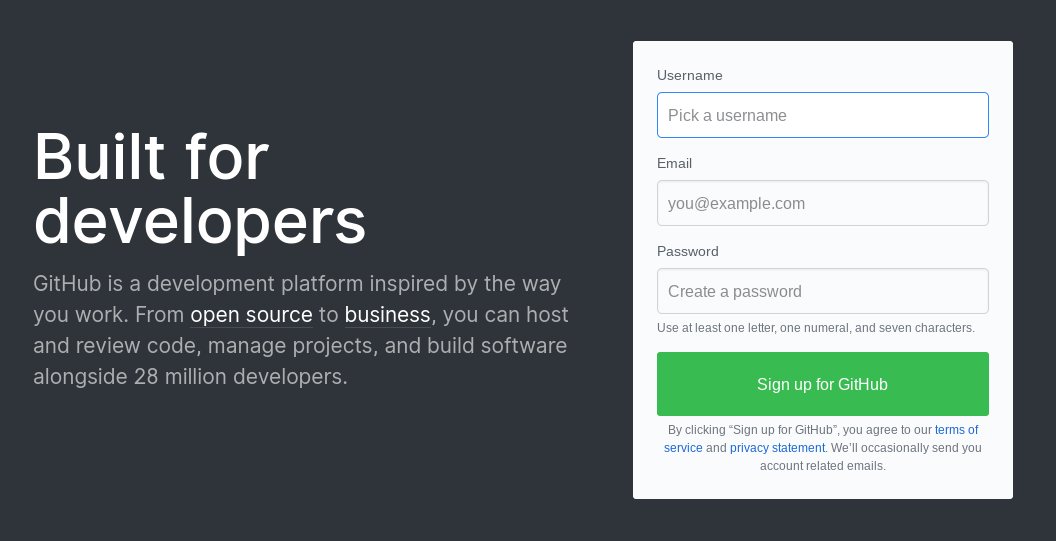 Built for
developers
GitHub is a development platform inspired by the way
you work. From open source to business, you can host
and review code, manage projects, and build software
alongside 28 million developers.
Username
Pick a username
Email
you@example.com
Password
Create a password
Use at least one letter, one numeral, and seven characters.
Sign up for GitHub
By clicking “Sign up for GitHub”, you agree to our terms of
service and privacy statement. We’ll occasionally send you
account related emails.